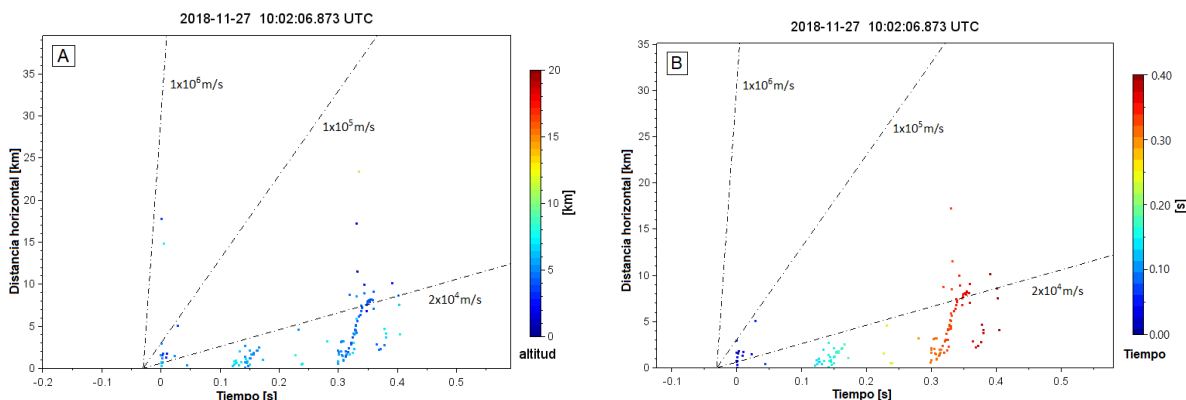 2018-11-27 10:02:06.873 UTC
A
Distancia horizontal [km]
35
30
25
20
15
10
5
0
-0.2
-0.1
0
0.1
0.2
0.3
0.4
0.5
Tiempo [s]
1x10⁶m/s
1x10⁵m/s
2x10⁴m/s
20
15
10
5
0
[km]
altitud
2018-11-27 10:02:06.873 UTC
B
Distancia horizontal [km]
35
30
25
20
15
10
5
0
-0.1
0
0.1
0.2
0.3
0.4
0.5
Tiempo [s]
1x10⁶m/s
1x10⁵m/s
2x10⁴m/s
0.40
0.30
0.20
0.10
0.00
[s]
Tiempo